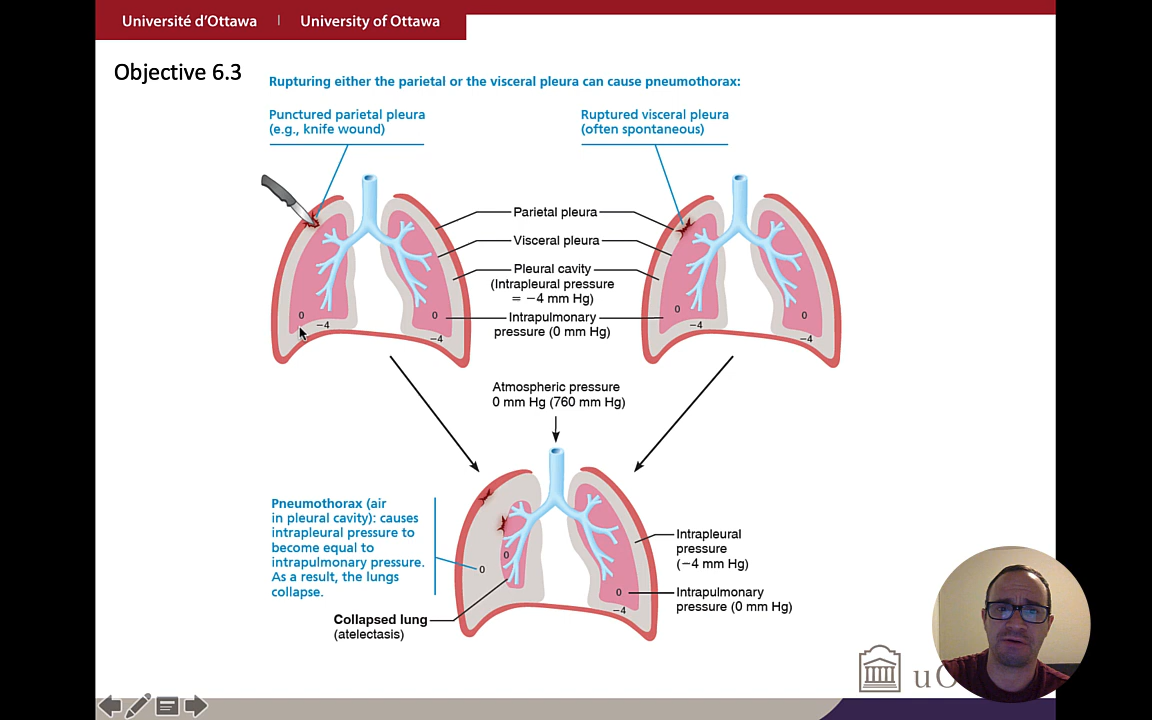 Université d'Ottawa | University of Ottawa
Objective 6.3
Rupturing either the parietal or the visceral pleura can cause pneumothorax:
Punctured parietal pleura
(e.g., knife wound)
Ruptured visceral pleura
(often spontaneous)
Parietal pleura
Visceral pleura
Pleural cavity
(Intrapleural pressure
= −4 mm Hg)
Intrapulmonary
pressure (0 mm Hg)
0
−4
0
−4
0
−4
0
−4
Atmospheric pressure
0 mm Hg (760 mm Hg)
Pneumothorax (air
in pleural cavity): causes
intrapleural pressure to
become equal to
intrapulmonary pressure.
As a result, the lungs
collapse.
0
0
0
−4
Intrapleural
pressure
(−4 mm Hg)
Intrapulmonary
pressure (0 mm Hg)
Collapsed lung
(atelectasis)